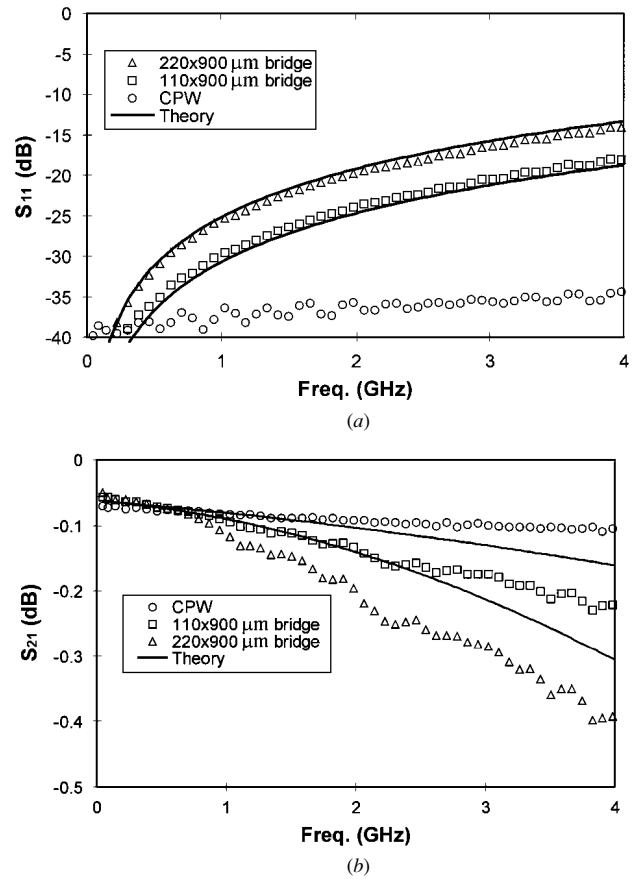 0
-5
-10
-15
-20
-25
-30
-35
-40
S11 (dB)
220x900 μm bridge
110x900 μm bridge
CPW
Theory
0 1 2 3 4
Freq. (GHz)
(a)
0
-0.1
-0.2
-0.3
-0.4
-0.5
S21 (dB)
CPW
110x900 μm bridge
220x900 μm bridge
Theory
0 1 2 3 4
Freq. (GHz)
(b)